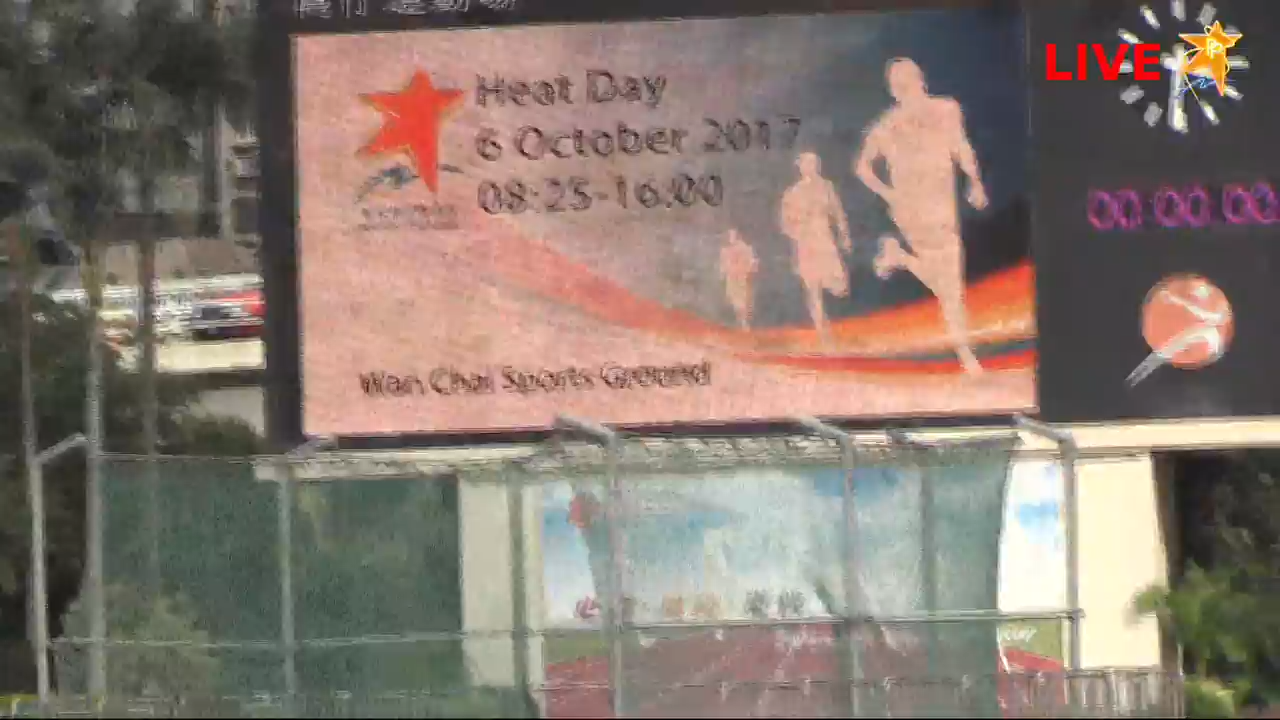 LIVE
Heat Day
6 October 2017
08:25-16:00
00:00.00
Wan Chai Sports Ground